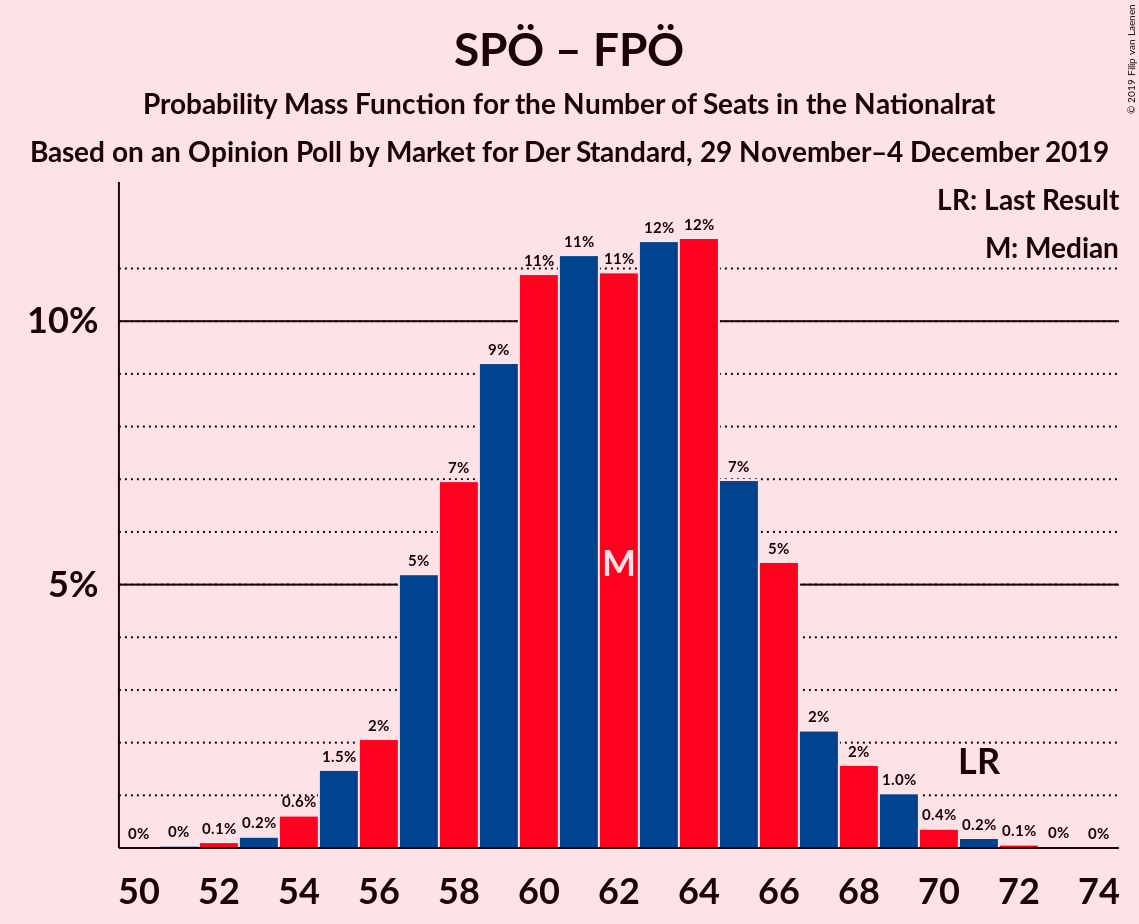 SPÖ – FPÖ
Probability Mass Function for the Number of Seats in the Nationalrat
Based on an Opinion Poll by Market for Der Standard, 29 November–4 December 2019
© 2019 Filip van Laenen
LR: Last Result
M: Median
10%
5%
0% 0% 0.1% 0.2% 0.6% 1.5% 2% 5% 7% 9% 11% 11% 11% 12% 12% 7% 5% 2% 2% 1.0% 0.4% 0.2% 0.1% 0% 0%
M
LR
50 52 54 56 58 60 62 64 66 68 70 72 74